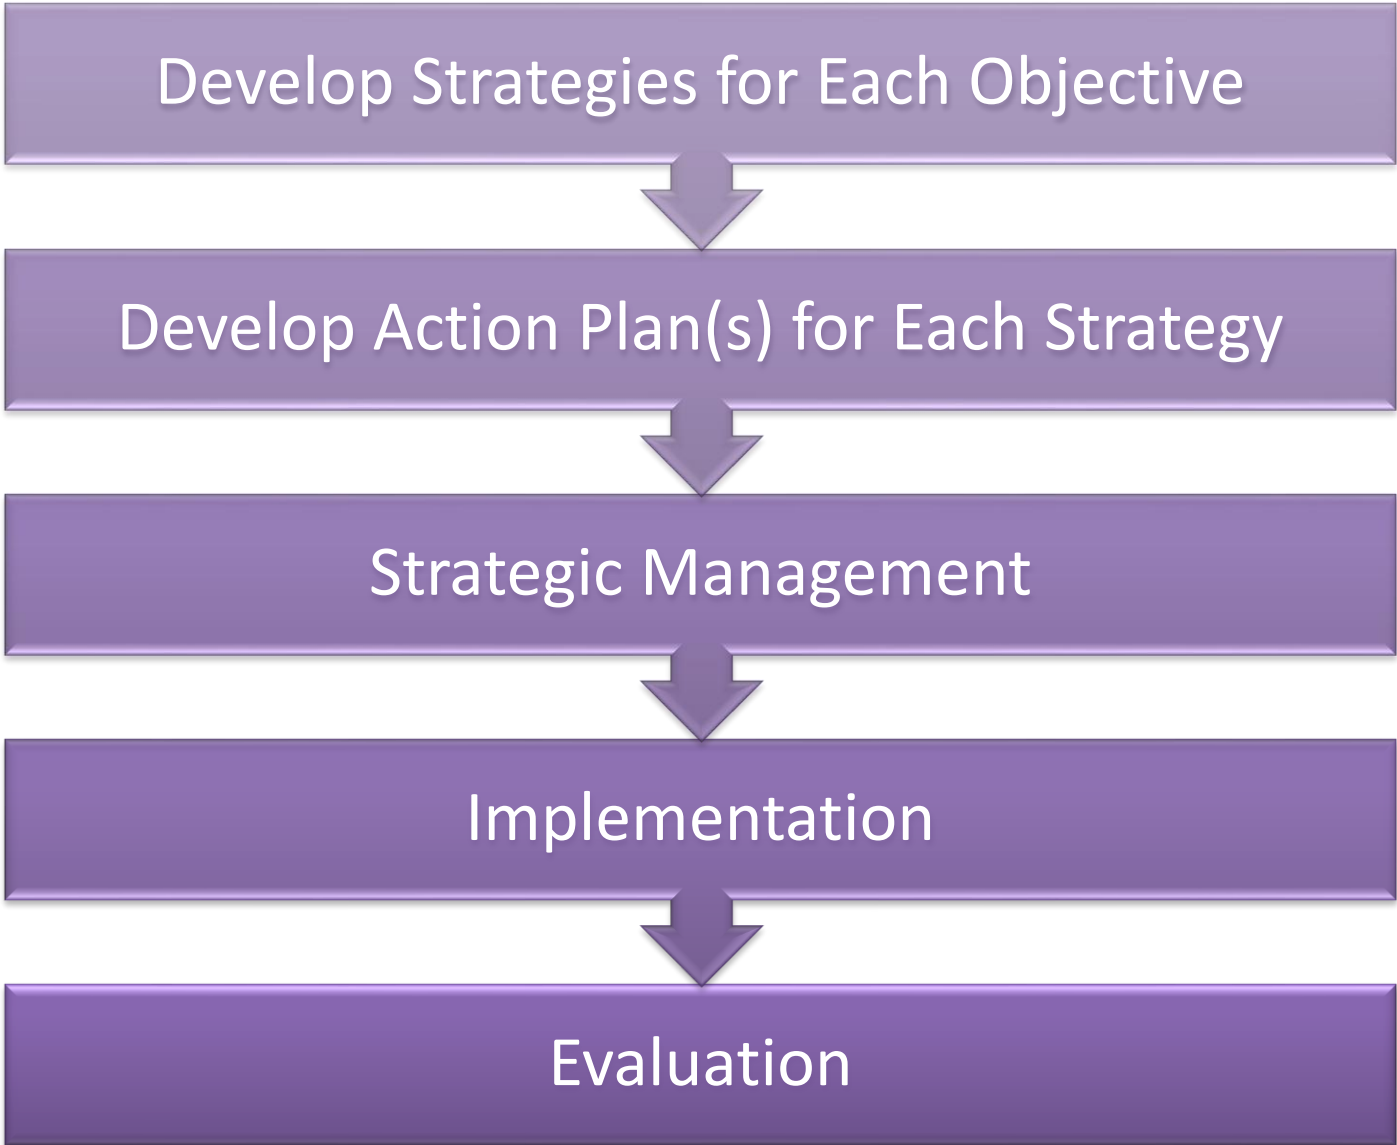 Develop Strategies for Each Objective
Develop Action Plan(s) for Each Strategy
Strategic Management
Implementation
Evaluation